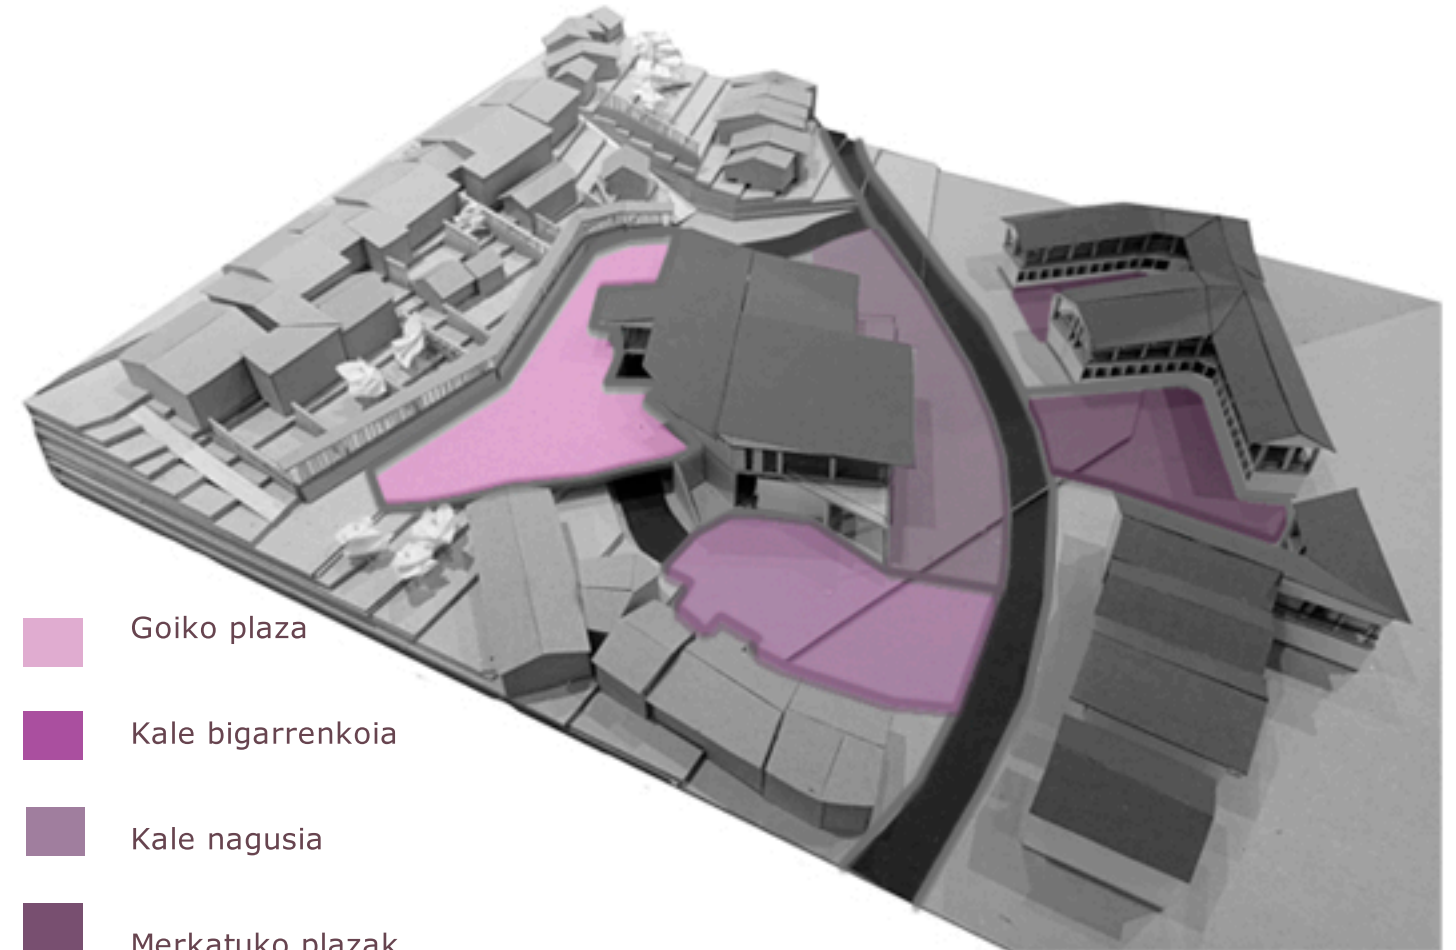 Goiko plaza
Kale bigarrenkoia
Kale nagusia
Merkatuko plazak